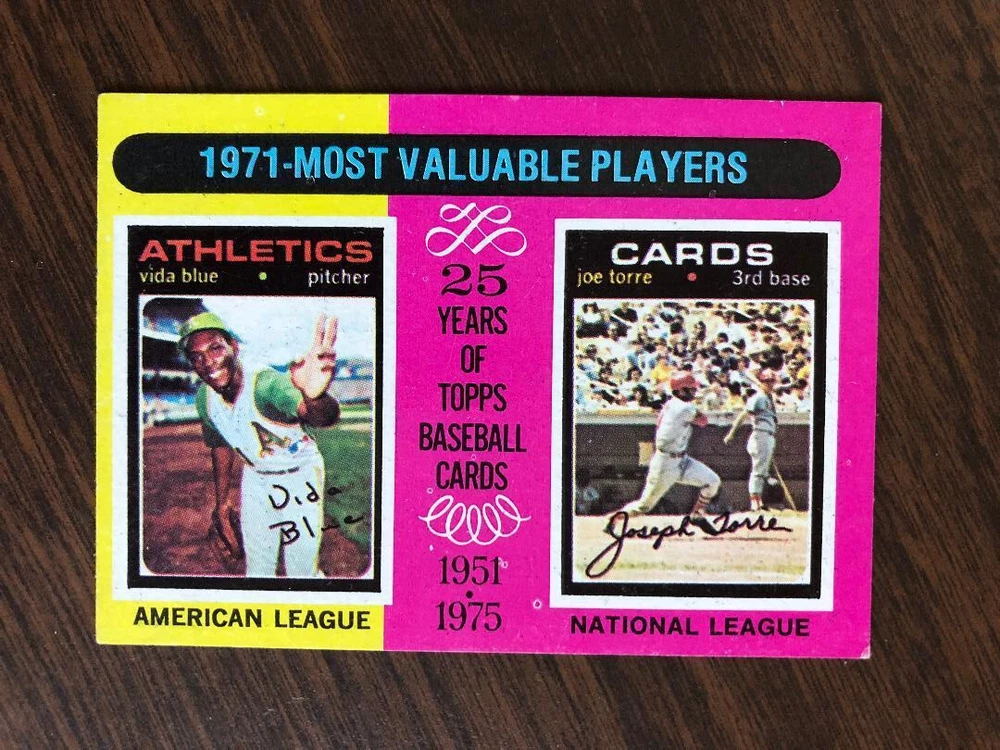 1971-MOST VALUABLE PLAYERS
ATHLETICS
vida blue • pitcher
Vida
Blue
AMERICAN LEAGUE
25
YEARS
OF
TOPPS
BASEBALL
CARDS
1951
•
1975
CARDS
joe torre • 3rd base
Joseph Torre
NATIONAL LEAGUE